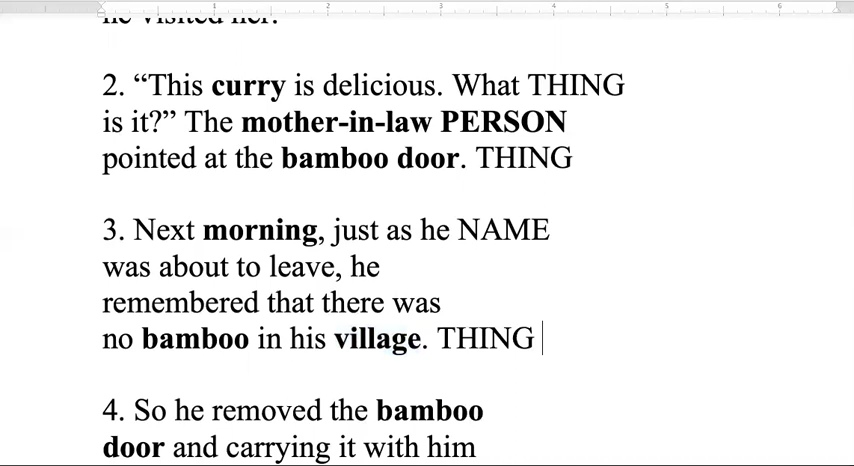 2. “This curry is delicious. What THING
is it?” The mother-in-law PERSON
pointed at the bamboo door. THING
3. Next morning, just as he NAME
was about to leave, he
remembered that there was
no bamboo in his village. THING
4. So he removed the bamboo
door and carrying it with him